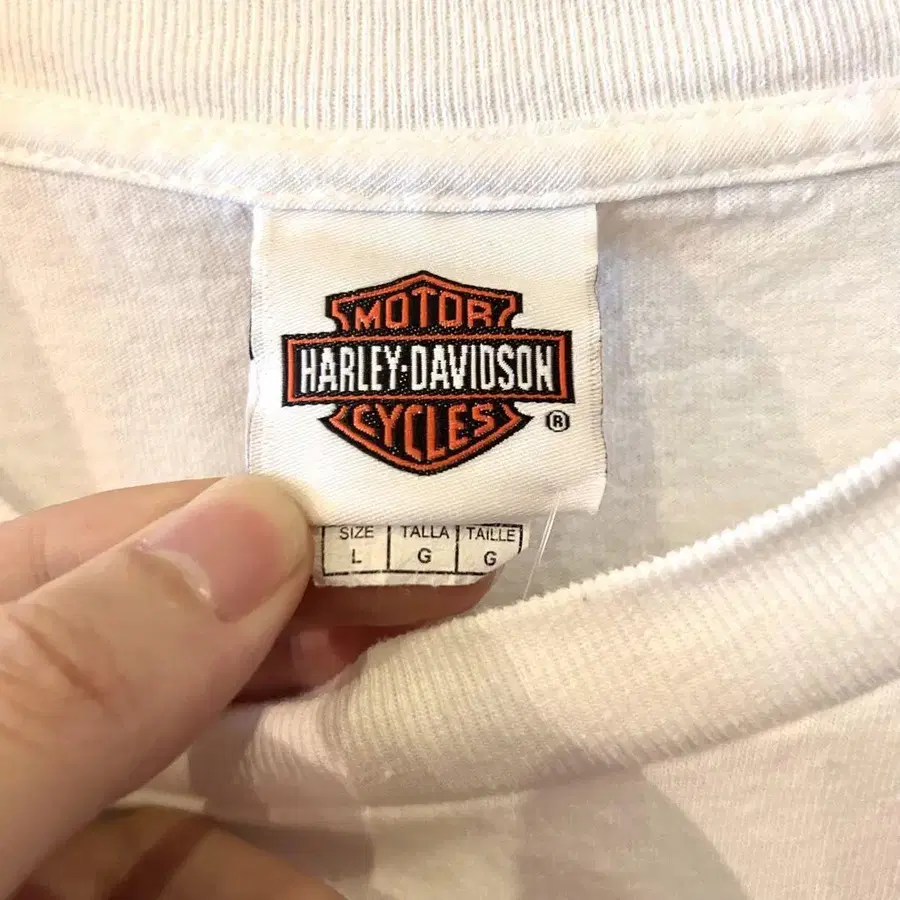 MOTOR
HARLEY-DAVIDSON
CYCLES
®
SIZE TALLA TAILLE
L G G